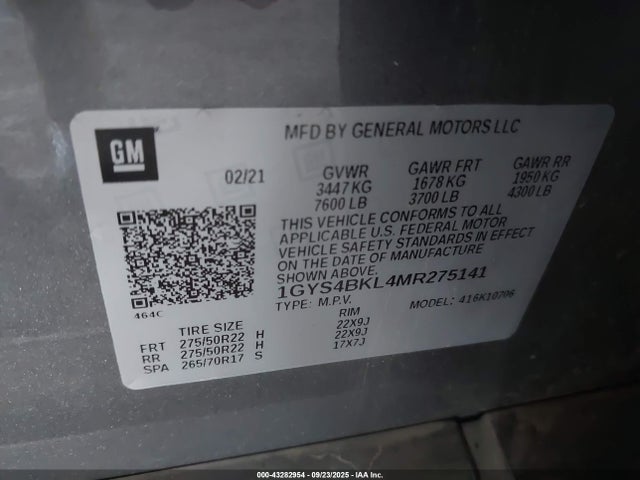 GM
MFD BY GENERAL MOTORS LLC
02/21 GVWR GAWR FRT GAWR RR
3447 KG 1678 KG 1950 KG
7600 LB 3700 LB 4300 LB
THIS VEHICLE CONFORMS TO ALL
APPLICABLE U.S. FEDERAL MOTOR
VEHICLE SAFETY STANDARDS IN EFFECT
ON THE DATE OF MANUFACTURE
SHOWN ABOVE.
1GYS4BKL4MR275141
464C
TYPE: M.P.V. MODEL: 416K10706
TIRE SIZE RIM
FRT 275/50R22 H 22X9J
RR 275/50R22 H 22X9J
SPA 265/70R17 S 17X7J
000-43282954 - 09/23/2025 - IAA Inc.